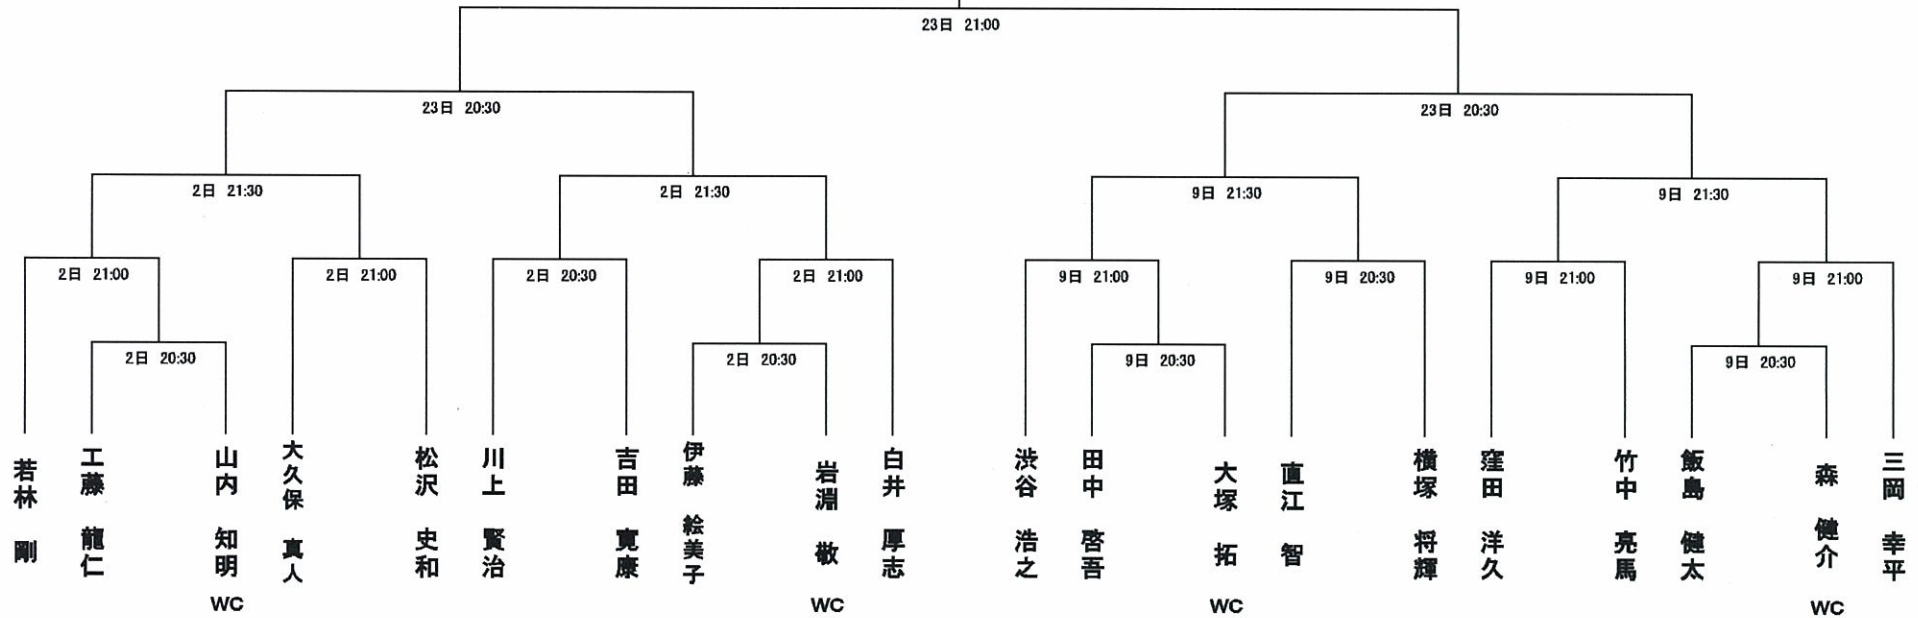 23日 21:00
23日 20:30
23日 20:30
2日 21:30
2日 21:30
9日 21:30
9日 21:30
2日 21:00
2日 21:00
2日 20:30
2日 21:00
9日 21:00
9日 20:30
9日 21:00
9日 21:00
2日 20:30
2日 20:30
9日 20:30
9日 20:30
若林 剛
工藤 龍仁
山内 知明
WC
大久保 真人
松沢 史和
川上 賢治
吉田 寛康
伊藤 絵美子
岩淵 敬
WC
白井 厚志
渋谷 浩之
田中 啓吾
大塚 拓
WC
直江 智
横塚 将輝
窪田 洋久
竹中 亮馬
飯島 健太
森 健介
WC
三岡 幸平